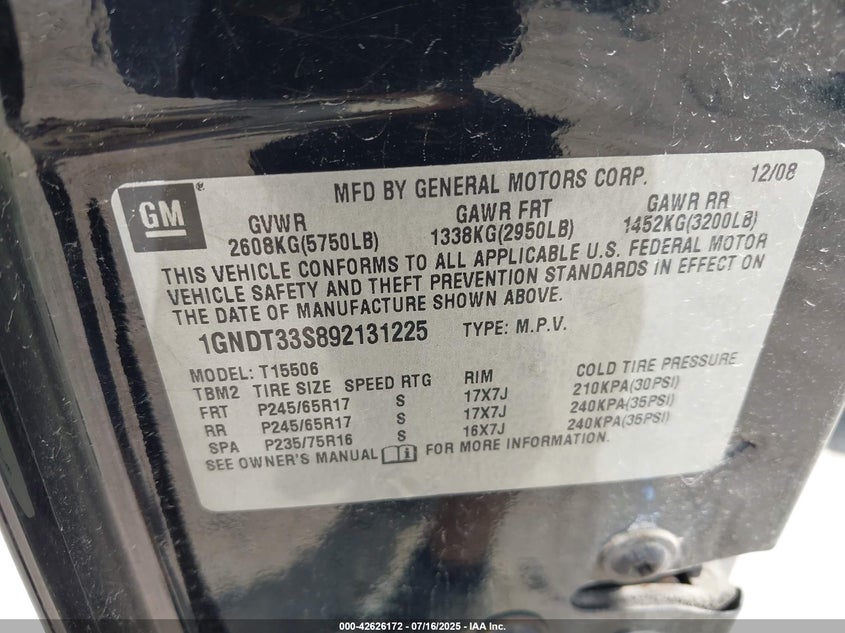 GM
MFD BY GENERAL MOTORS CORP. 12/08
GVWR GAWR FRT GAWR RR
2608KG(5750LB) 1338KG(2950LB) 1452KG(3200LB)
THIS VEHICLE CONFORMS TO ALL APPLICABLE U.S. FEDERAL MOTOR
VEHICLE SAFETY AND THEFT PREVENTION STANDARDS IN EFFECT ON
THE DATE OF MANUFACTURE SHOWN ABOVE.
1GNDT33S892131225 TYPE: M.P.V.
MODEL: T15506
TBM2 TIRE SIZE SPEED RTG RIM COLD TIRE PRESSURE
FRT P245/65R17 S 17X7J 210KPA(30PSI)
RR P245/65R17 S 17X7J 240KPA(35PSI)
SPA P235/75R16 S 16X7J 240KPA(35PSI)
SEE OWNER'S MANUAL FOR MORE INFORMATION.
000-42626172 | 07/16/2025 - IAA Inc.